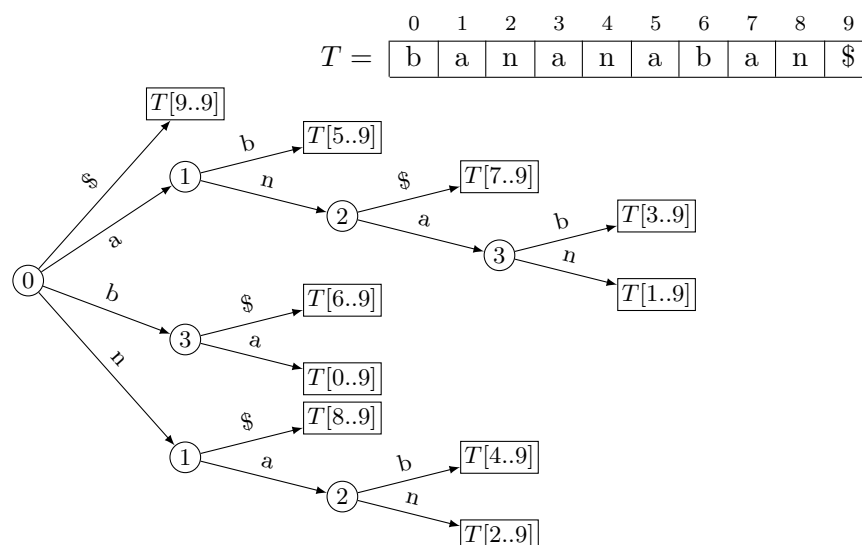 0 1 2 3 4 5 6 7 8 9
T = b a n a n a b a n $
T[9..9]
$
b T[5..9]
1
a n $ T[7..9]
2
a b T[3..9]
3
n T[1..9]
0
b $ T[6..9]
3
a T[0..9]
n $ T[8..9]
1
a b T[4..9]
2
n T[2..9]